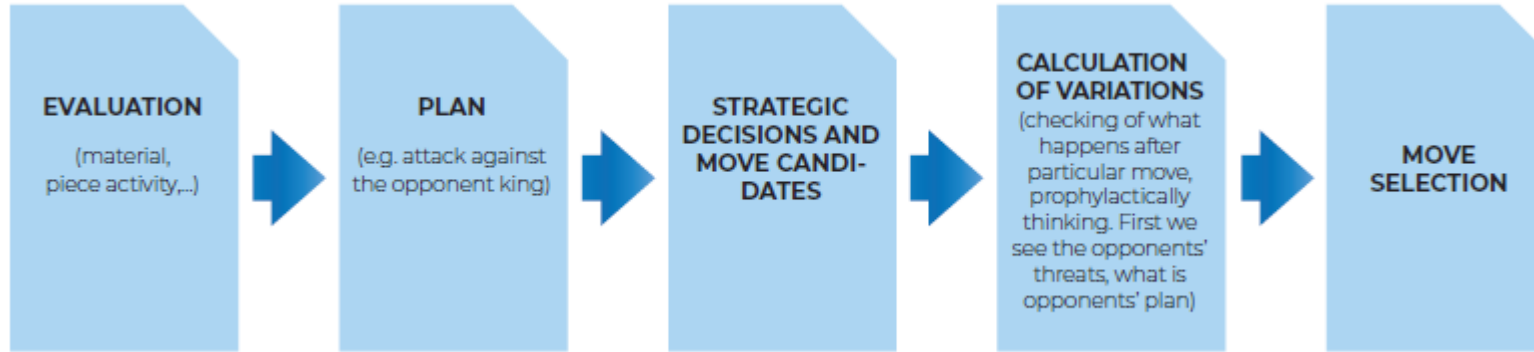 EVALUATION
(material,
piece activity,...)
PLAN
(e.g. attack against
the opponent king)
STRATEGIC
DECISIONS AND
MOVE CANDI-
DATES
CALCULATION
OF VARIATIONS
(checking of what
happens after
particular move,
prophylactically
thinking. First we
see the opponents'
threats, what is
opponents' plan)
MOVE
SELECTION